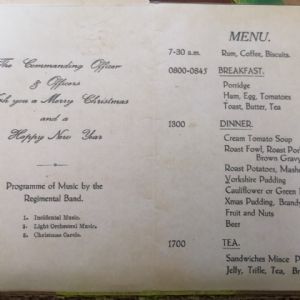 The Commanding Officer
& Officers
you a Merry Christmas
and a
Happy New Year
Programme of Music by the
Regimental Band.
1. Incidental Music.
2. Light Orchestral Music.
3. Christmas Carols.
MENU.
7-30 a.m. Rum, Coffee, Biscuits.
0800-0845 BREAKFAST.
Porridge
Ham, Egg, Tomatoes
Toast, Butter, Tea
1300 DINNER.
Cream Tomato Soup
Roast Fowl, Roast
Brown Gravy
Roast Potatoes,
Yorkshire Pudding
Cauliflower or Green
Xmas Pudding,
Fruit and Nuts
Beer
1700 TEA.
Sandwiches Mince
Jelly, Trifle, Tea,